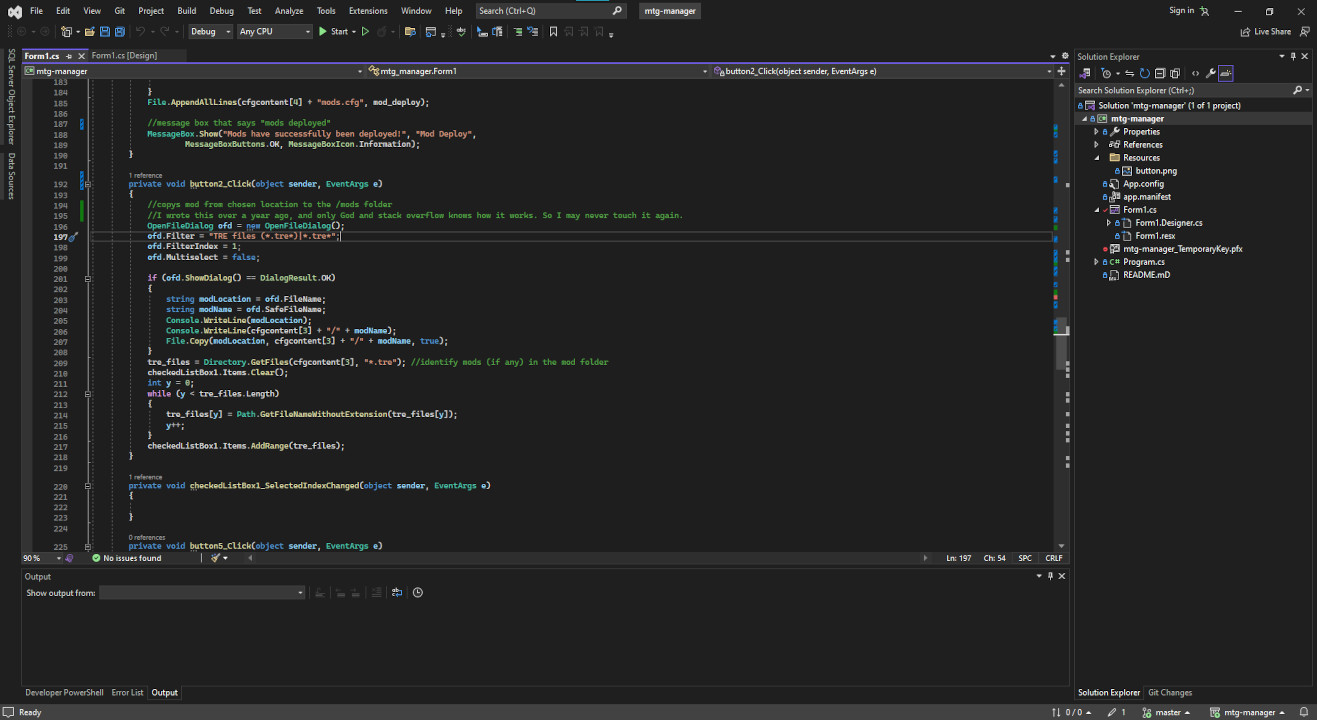 File Edit View Git Project Build Debug Test Analyze Tools Extensions Window Help Search (Ctrl+Q) mtg-manager Sign in
Debug Any CPU Start Live Share
SQL Server Object Explorer
Data Sources
Form1.cs Form1.cs [Design]
mtg-manager mtg_manager.Form1 button2_Click(object sender, EventArgs e)
183
184 }
185 File.AppendAllLines(cfgcontent[4] + "mods.cfg", mod_deploy);
186
187 //message box that says "mods deployed"
188 MessageBox.Show("Mods have successfully been deployed!", "Mod Deploy",
189 MessageBoxButtons.OK, MessageBoxIcon.Information);
190 }
191
1 reference
192 private void button2_Click(object sender, EventArgs e)
193 {
194 //copys mod from chosen location to the /mods folder
195 //I wrote this over a year ago, and only God and stack overflow knows how it works. So I may never touch it again.
196 OpenFileDialog ofd = new OpenFileDialog();
197 ofd.Filter = "TRE files (*.tre*)|*.tre*";
198 ofd.FilterIndex = 1;
199 ofd.Multiselect = false;
200
201 if (ofd.ShowDialog() == DialogResult.OK)
202 {
203 string modLocation = ofd.FileName;
204 string modName = ofd.SafeFileName;
205 Console.WriteLine(modLocation);
206 Console.WriteLine(cfgcontent[3] + "/" + modName);
207 File.Copy(modLocation, cfgcontent[3] + "/" + modName, true);
208 }
209 tre_files = Directory.GetFiles(cfgcontent[3], "*.tre"); //identify mods (if any) in the mod folder
210 checkedListBox1.Items.Clear();
211 int y = 0;
212 while (y < tre_files.Length)
213 {
214 tre_files[y] = Path.GetFileNameWithoutExtension(tre_files[y]);
215 y++;
216 }
217 checkedListBox1.Items.AddRange(tre_files);
218 }
219
1 reference
220 private void checkedListBox1_SelectedIndexChanged(object sender, EventArgs e)
221 {
222
223 }
224
0 references
225 private void button5_Click(object sender, EventArgs e)
90 % No issues found Ln: 197 Ch: 54 SPC CRLF
Output
Show output from:
Developer PowerShell Error List Output
Solution Explorer
Search Solution Explorer (Ctrl+;)
Solution 'mtg-manager' (1 of 1 project)
mtg-manager
Properties
References
Resources
button.png
App.config
app.manifest
Form1.cs
Form1.Designer.cs
Form1.resx
mtg-manager_TemporaryKey.pfx
C# Program.cs
README.mD
Solution Explorer Git Changes
Ready 0 / 0 1 master mtg-manager